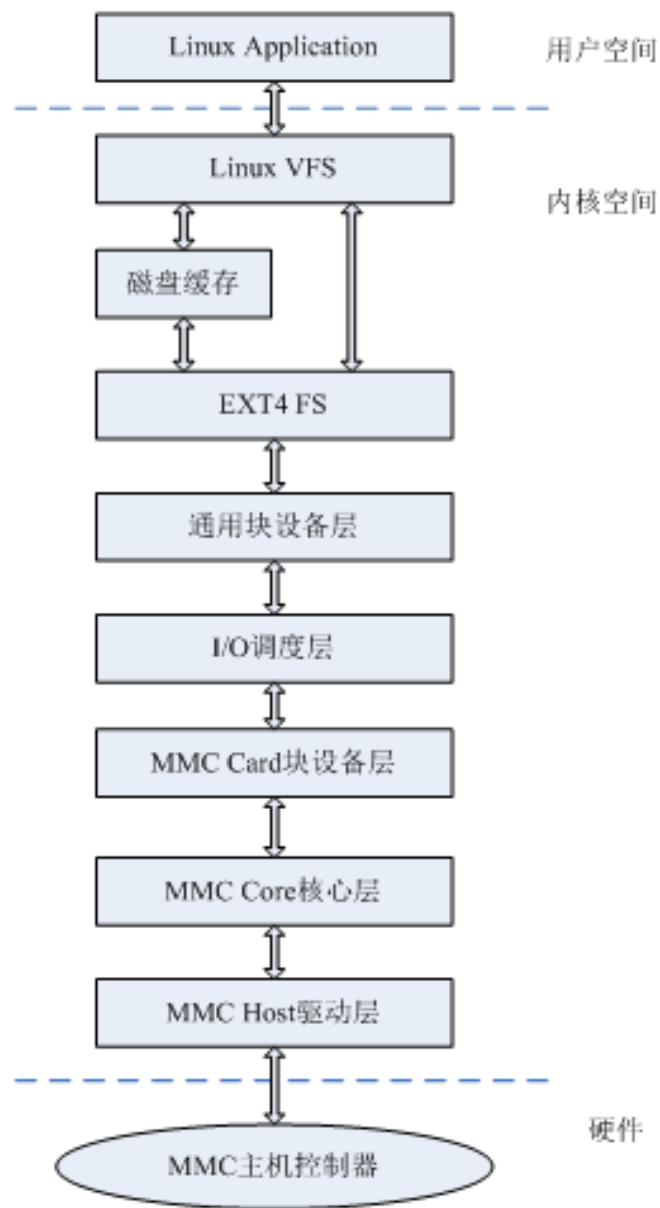 Linux Application
用户空间
Linux VFS
内核空间
磁盘缓存
EXT4 FS
通用块设备层
I/O调度层
MMC Card块设备层
MMC Core核心层
MMC Host驱动层
硬件
MMC主机控制器